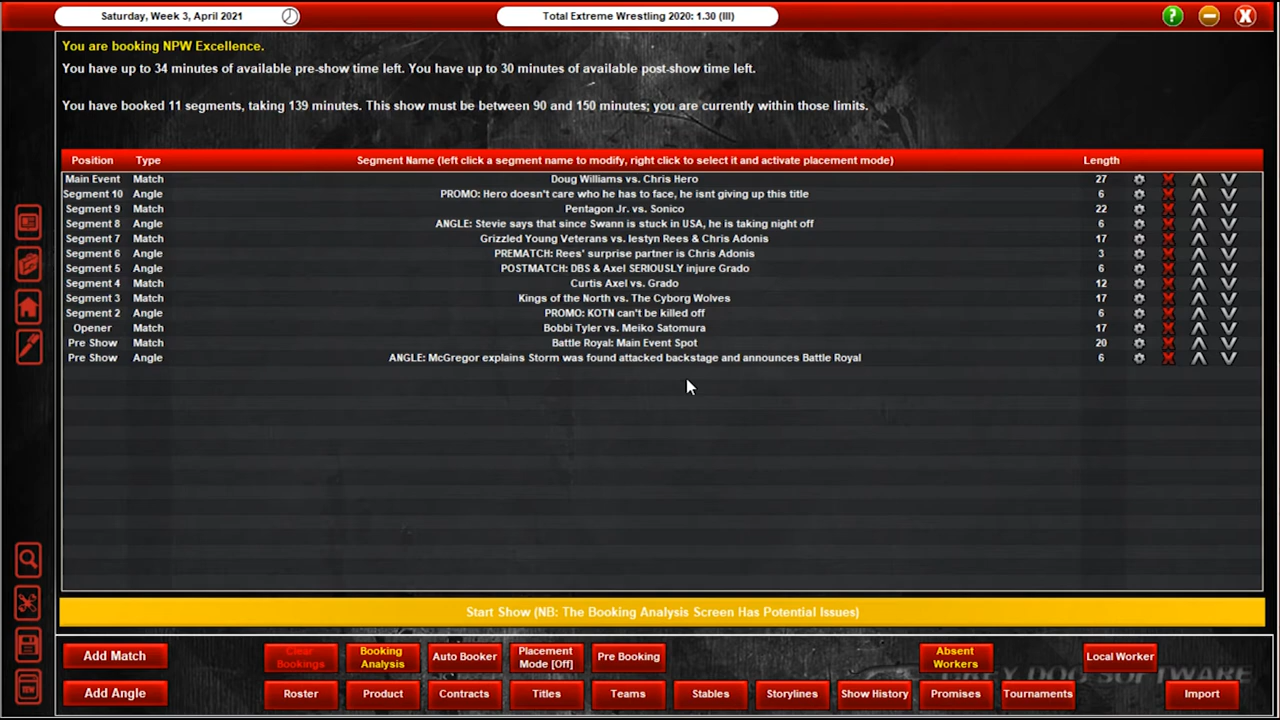 Saturday, Week 3, April 2021
Total Extreme Wrestling 2020: 1.30 (III)
You are booking NPW Excellence.
You have up to 34 minutes of available pre-show time left. You have up to 30 minutes of available post-show time left.
You have booked 11 segments, taking 139 minutes. This show must be between 90 and 150 minutes; you are currently within those limits.
Position Type Segment Name (left click a segment name to modify, right click to select it and activate placement mode) Length
Main Event Match Doug Williams vs. Chris Hero 27
Segment 10 Angle PROMO: Hero doesn't care who he has to face, he isnt giving up this title 6
Segment 9 Match Pentagon Jr. vs. Sonico 22
Segment 8 Angle ANGLE: Stevie says that since Swann is stuck in USA, he is taking night off 6
Segment 7 Match Grizzled Young Veterans vs. Iestyn Rees & Chris Adonis 17
Segment 6 Angle PREMATCH: Rees' surprise partner is Chris Adonis 3
Segment 5 Angle POSTMATCH: DBS & Axel SERIOUSLY injure Grado 6
Segment 4 Match Curtis Axel vs. Grado 12
Segment 3 Match Kings of the North vs. The Cyborg Wolves 17
Segment 2 Angle PROMO: KOTN can't be killed off 6
Opener Match Bobbi Tyler vs. Meiko Satomura 17
Pre Show Match Battle Royal: Main Event Spot 20
Pre Show Angle ANGLE: McGregor explains Storm was found attacked backstage and announces Battle Royal 6
Start Show (NB: The Booking Analysis Screen Has Potential Issues)
Add Match
Clear Bookings
Booking Analysis
Auto Booker
Placement Mode [Off]
Pre Booking
Absent Workers
Local Worker
GREY DOG SOFTWARE
Add Angle
Roster
Product
Contracts
Titles
Teams
Stables
Storylines
Show History
Promises
Tournaments
Import